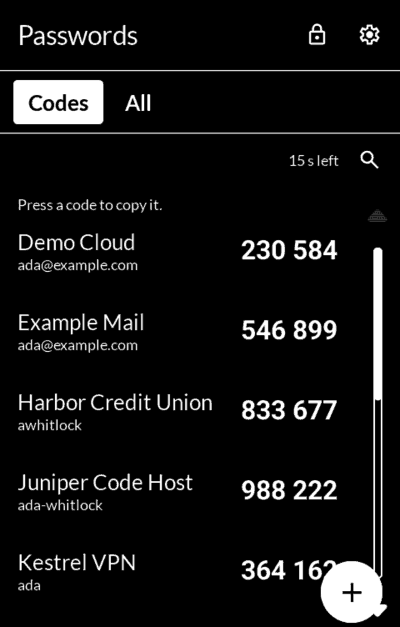 Passwords
Codes All
15 s left
Press a code to copy it.
Demo Cloud
230 584
ada@example.com
Example Mail
546 899
ada@example.com
Harbor Credit Union
833 677
awhitlock
Juniper Code Host
988 222
ada-whitlock
Kestrel VPN
364 162
ada